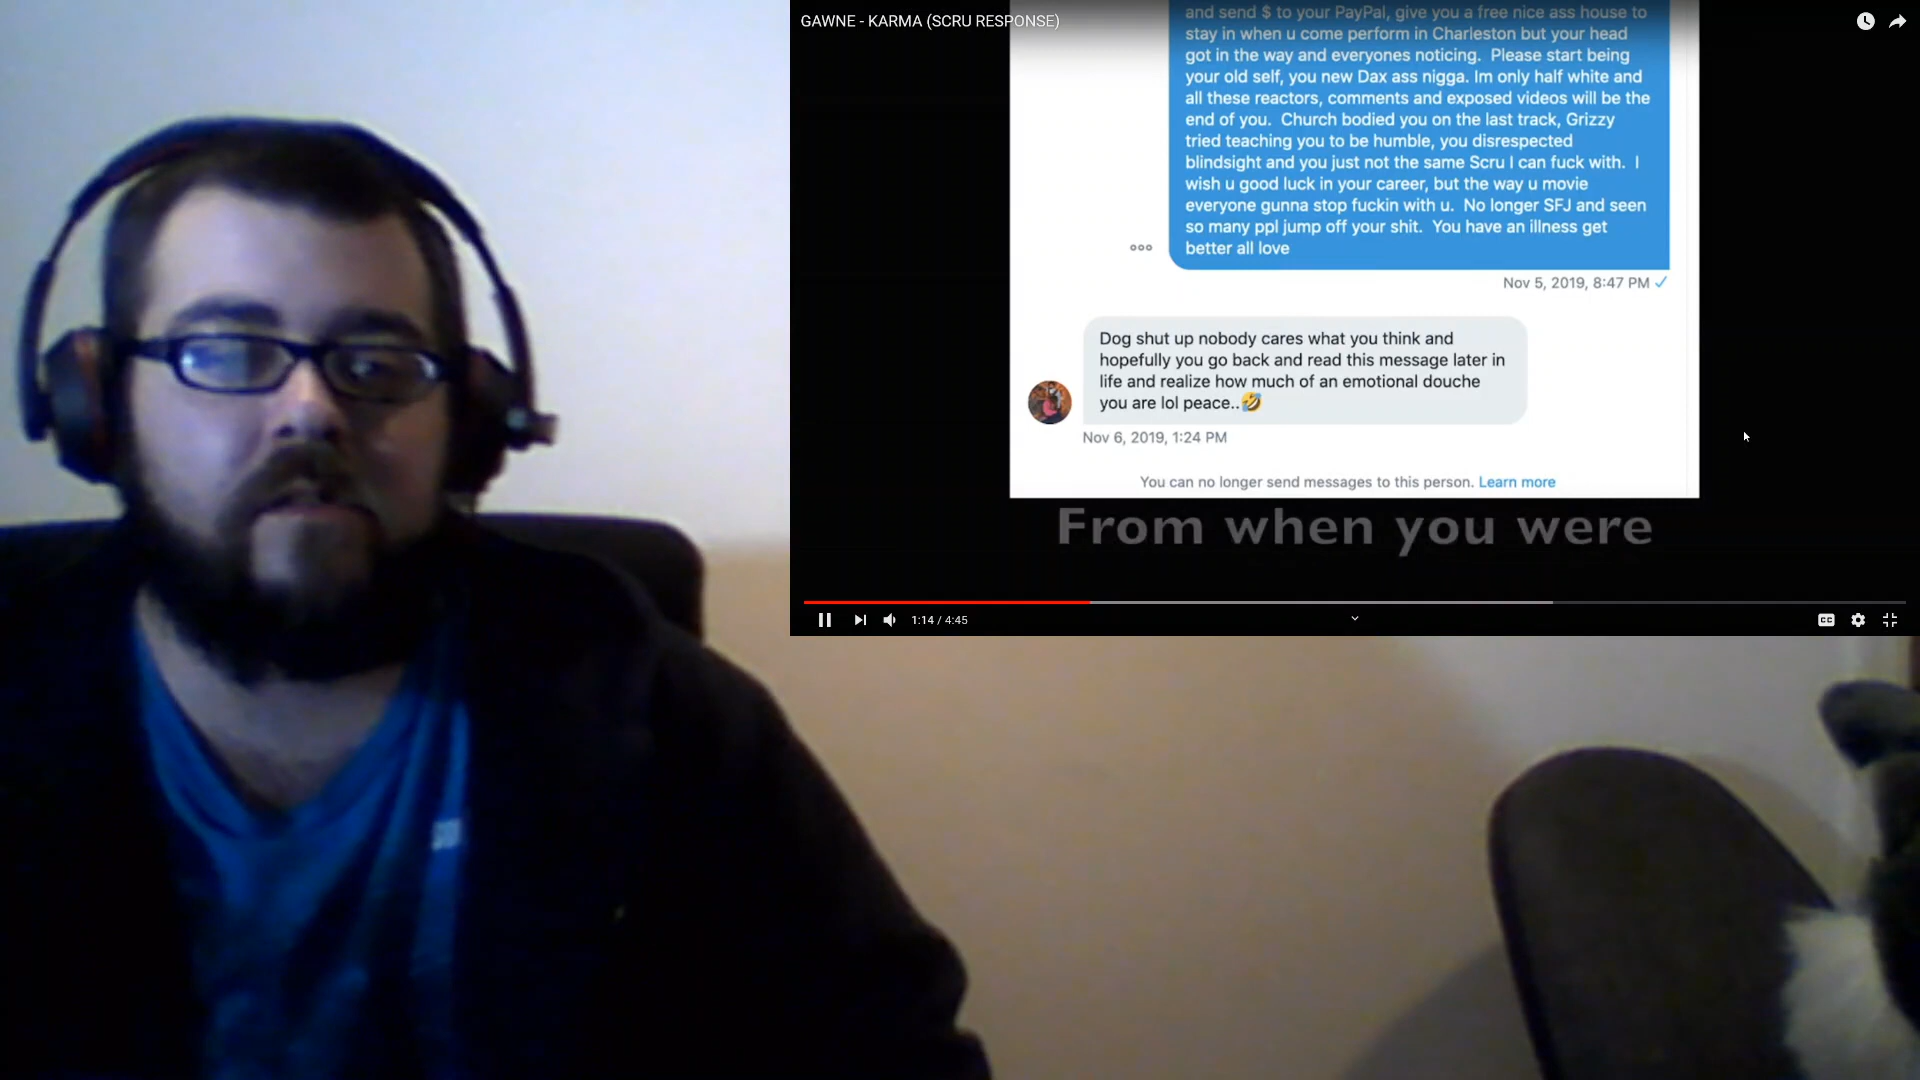 GAWNE - KARMA (SCRU RESPONSE)
and send $ to your PayPal, give you a free nice ass house to
stay in when u come perform in Charleston but your head
got in the way and everyones noticing.  Please start being
your old self, you new Dax ass nigga. Im only half white and
all these reactors, comments and exposed videos will be the
end of you.  Church bodied you on the last track, Grizzy
tried teaching you to be humble, you disrespected
blindsight and you just not the same Scru I can fuck with.  I
wish u good luck in your career, but the way u movie
everyone gunna stop fuckin with u.  No longer SFJ and seen
so many ppl jump off your shit.  You have an illness get
better all love
Nov 5, 2019, 8:47 PM ✓
Dog shut up nobody cares what you think and
hopefully you go back and read this message later in
life and realize how much of an emotional douche
you are lol peace..🤣
Nov 6, 2019, 1:24 PM
You can no longer send messages to this person. Learn more
From when you were
1:14 / 4:45
CC